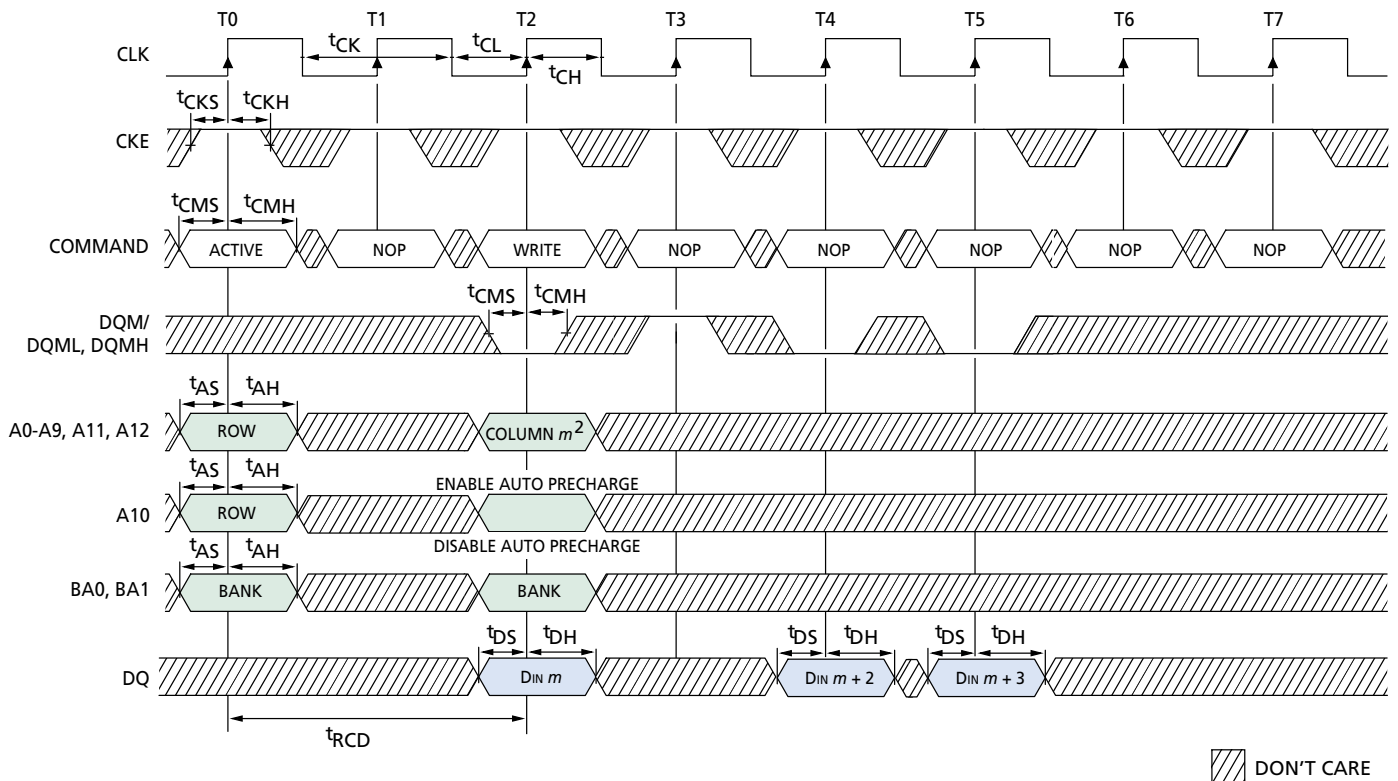 T0 T1 T2 T3 T4 T5 T6 T7
CLK
tCK tCL
tCH
tCKS tCKH
CKE
tCMS tCMH
COMMAND ACTIVE NOP WRITE NOP NOP NOP NOP NOP
tCMS tCMH
DQM/
DQML, DQMH
tAS tAH
A0-A9, A11, A12 ROW COLUMN m2
tAS tAH ENABLE AUTO PRECHARGE
A10 ROW
DISABLE AUTO PRECHARGE
tAS tAH
BA0, BA1 BANK BANK
tDS tDH tDS tDH tDS tDH
DQ DIN m DIN m + 2 DIN m + 3
tRCD
DON'T CARE